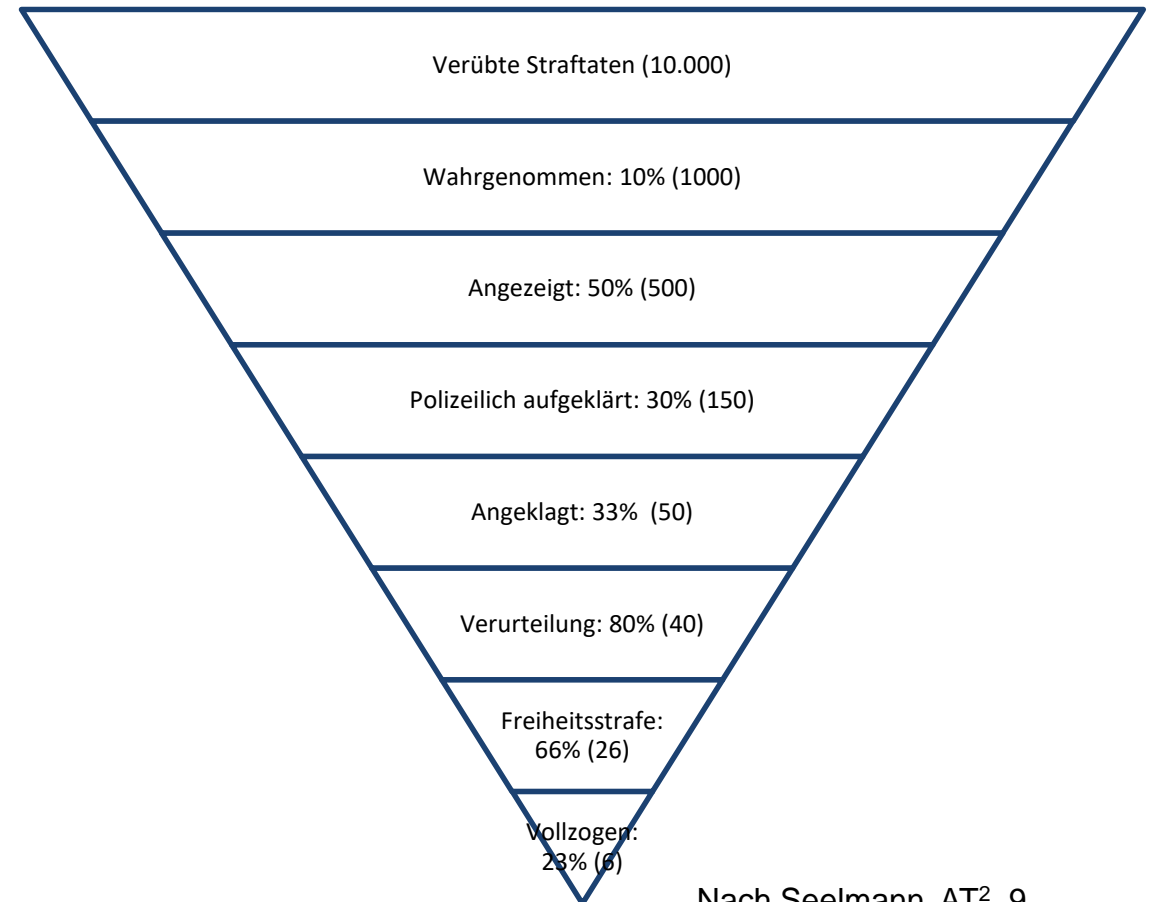 Verübte Straftaten (10.000)
Wahrgenommen: 10% (1000)
Angezeigt: 50% (500)
Polizeilich aufgeklärt: 30% (150)
Angeklagt: 33%  (50)
Verurteilung: 80% (40)
Freiheitsstrafe:
66% (26)
Vollzogen:
23% (6)
Nach Seelmann, AT², 9